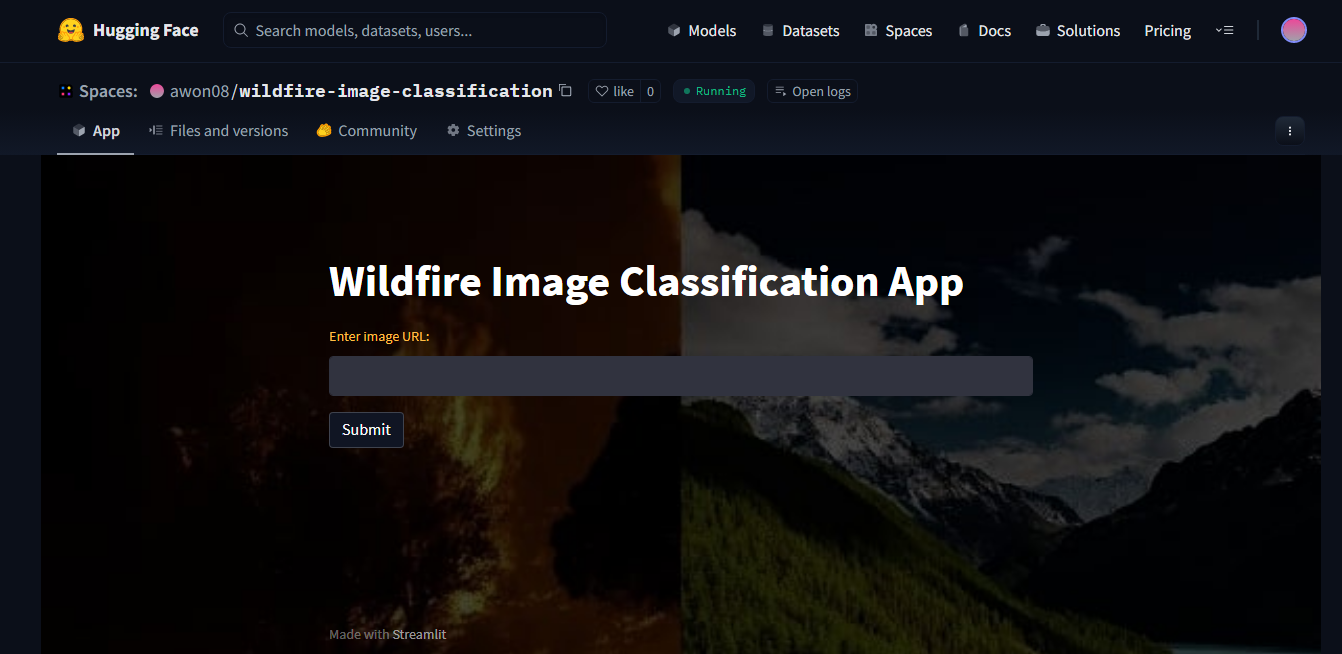 Hugging Face Search models, datasets, users... Models Datasets Spaces Docs Solutions Pricing
Spaces: awon08/wildfire-image-classification like 0 Running Open logs
App Files and versions Community Settings
Wildfire Image Classification App
Enter image URL:
Submit
Made with Streamlit